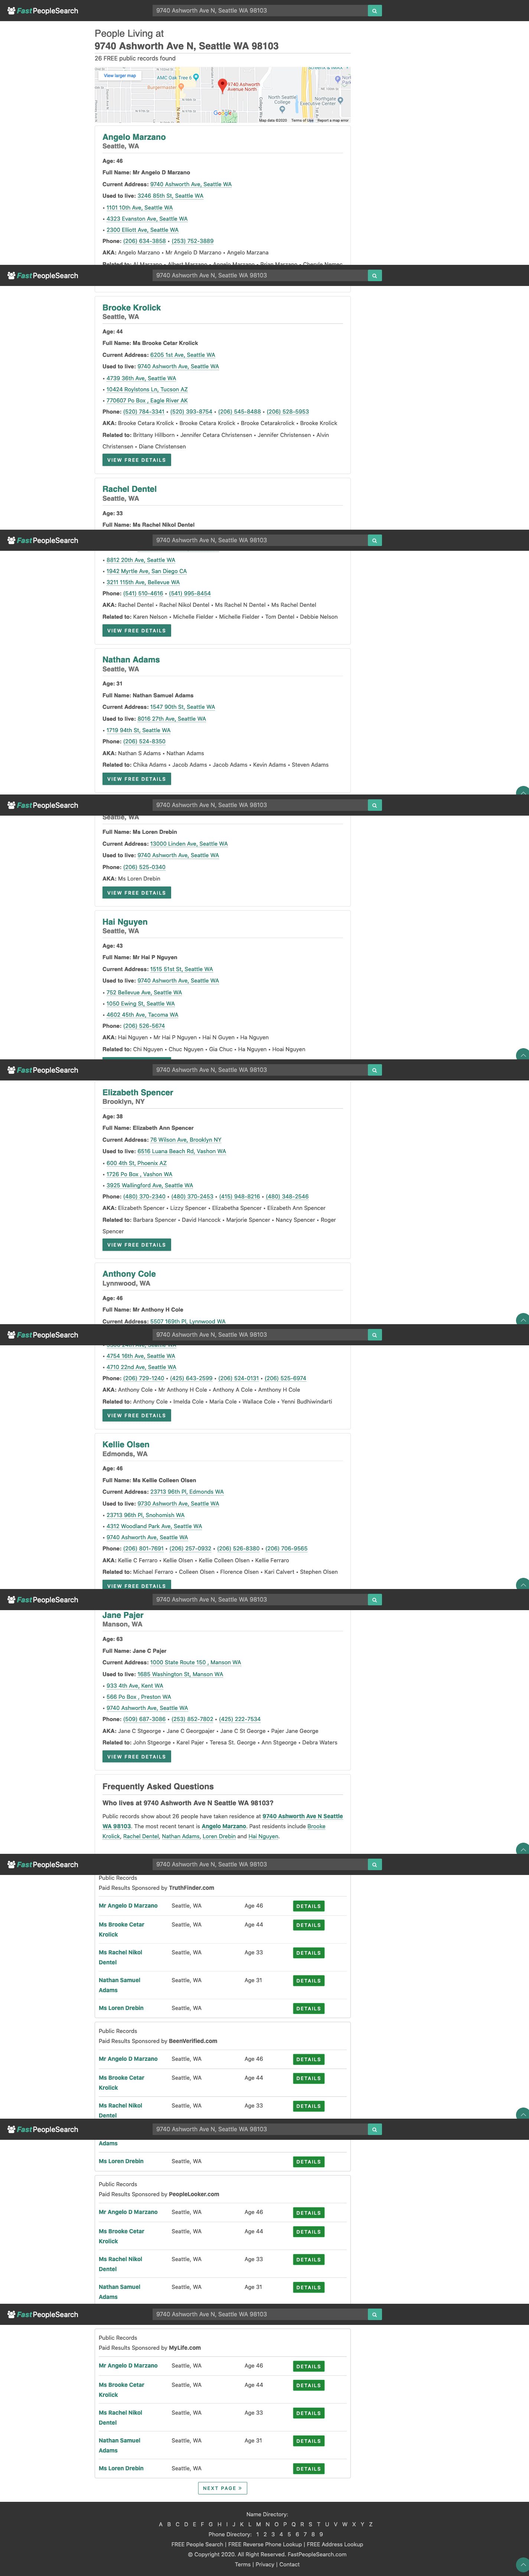 FastPeopleSearch
9740 Ashworth Ave N, Seattle WA 98103
People Living at
9740 Ashworth Ave N, Seattle WA 98103
26 FREE public records found
View larger map
AMC Oak Tree 6
Burgermaster
9740 Ashworth
Avenue North
College Way
North Seattle
College
Northgate
Google
Map data ©2020 Terms of Use Report a map error
Angelo Marzano
Seattle, WA
Age: 46
Full Name: Mr Angelo D Marzano
Current Address: 9740 Ashworth Ave, Seattle WA
Used to live: 3246 85th St, Seattle WA
• 1101 10th Ave, Seattle WA
• 4323 Evanston Ave, Seattle WA
• 2300 Elliott Ave, Seattle WA
Phone: (206) 634-3858 • (253) 752-3889
AKA: Angelo Marzano • Mr Angelo D Marzano • Angelo Marzana
FastPeopleSearch
9740 Ashworth Ave N, Seattle WA 98103
Brooke Krolick
Seattle, WA
Age: 44
Full Name: Ms Brooke Cetar Krolick
Current Address: 6205 1st Ave, Seattle WA
Used to live: 9740 Ashworth Ave, Seattle WA
• 4739 36th Ave, Seattle WA
• 10424 Roylstons Ln, Tucson AZ
• 770607 Po Box , Eagle River AK
Phone: (520) 784-3341 • (520) 393-8754 • (206) 545-8486 • (206) 528-5953
AKA: Brooke Cetara Krolick • Brooke Cetara Krolick • Brooke Cetarakrolick • Brooke Krolick
Related to: Brittany Hillborn • Jennifer Cetara Christensen • Jennifer Christensen • Alvin
Christensen • Diane Christensen
VIEW FREE DETAILS
Rachel Dentel
Seattle, WA
Age: 33
Full Name: Ms Rachel Nikol Dentel
FastPeopleSearch
9740 Ashworth Ave N, Seattle WA 98103
• 6812 20th Ave, Seattle WA
• 1942 Myrtle Ave, San Diego CA
• 3211 115th Ave, Bellevue WA
Phone: (541) 510-4616 • (541) 995-8454
AKA: Rachel Dentel • Rachel Nikol Dentel • Ms Rachel N Dentel • Ms Rachel Dentel
Related to: Karen Nelson • Michelle Fielder • Michelle Fielder • Tom Dentel • Debbie Nelson
VIEW FREE DETAILS
Nathan Adams
Seattle, WA
Age: 31
Full Name: Nathan Samuel Adams
Current Address: 1547 90th St, Seattle WA
Used to live: 8016 27th Ave, Seattle WA
• 1719 94th St, Seattle WA
Phone: (206) 524-8350
AKA: Nathan S Adams • Nathan Adams
Related to: Chika Adams • Jacob Adams • Jacob Adams • Kevin Adams • Steven Adams
VIEW FREE DETAILS
FastPeopleSearch
9740 Ashworth Ave N, Seattle WA 98103
Seattle, WA
Full Name: Ms Loren Drebin
Current Address: 13000 Linden Ave, Seattle WA
Used to live: 9740 Ashworth Ave, Seattle WA
Phone: (206) 525-0340
AKA: Ms Loren Drebin
VIEW FREE DETAILS
Hai Nguyen
Seattle, WA
Age: 43
Full Name: Mr Hai P Nguyen
Current Address: 1515 51st St, Seattle WA
Used to live: 9740 Ashworth Ave, Seattle WA
• 752 Bellevue Ave, Seattle WA
• 1050 Ewing St, Seattle WA
• 4602 45th Ave, Tacoma WA
Phone: (206) 526-5674
AKA: Hai Nguyen • Mr Hai P Nguyen • Hai N Guyen • Ha Nguyen
Related to: Chi Nguyen • Chuc Nguyen • Gia Chuc • Ha Nguyen • Hoai Nguyen
FastPeopleSearch
9740 Ashworth Ave N, Seattle WA 98103
Elizabeth Spencer
Brooklyn, NY
Age: 38
Full Name: Elizabeth Ann Spencer
Current Address: 76 Wilson Ave, Brooklyn NY
Used to live: 6516 Luana Beach Rd, Vashon WA
• 600 4th St, Phoenix AZ
• 1726 Po Box , Vashon WA
• 3925 Wallingford Ave, Seattle WA
Phone: (480) 370-2340 • (480) 370-2453 • (415) 948-8216 • (480) 348-2546
AKA: Elizabeth Spencer • Lizzy Spencer • Elizabetha Spencer • Elizabeth Ann Spencer
Related to: Barbara Spencer • David Hancock • Marjorie Spencer • Nancy Spencer • Roger
Spencer
VIEW FREE DETAILS
Anthony Cole
Lynnwood, WA
Age: 46
Full Name: Mr Anthony H Cole
Current Address: 5507 169th Pl, Lynnwood WA
FastPeopleSearch
9740 Ashworth Ave N, Seattle WA 98103
• 4754 16th Ave, Seattle WA
• 4710 22nd Ave, Seattle WA
Phone: (206) 729-1240 • (425) 643-2599 • (206) 524-0131 • (206) 525-6974
AKA: Anthony Cole • Mr Anthony H Cole • Anthony A Cole • Anthony H Cole
Related to: Anthony Cole • Imelda Cole • Maria Cole • Wallace Cole • Yenni Budhiwindarti
VIEW FREE DETAILS
Kellie Olsen
Edmonds, WA
Age: 46
Full Name: Ms Kellie Colleen Olsen
Current Address: 23713 96th Pl, Edmonds WA
Used to live: 9730 Ashworth Ave, Seattle WA
• 23713 96th Pl, Snohomish WA
• 4312 Woodland Park Ave, Seattle WA
• 9740 Ashworth Ave, Seattle WA
Phone: (206) 801-7691 • (206) 257-0932 • (206) 526-8380 • (206) 706-9565
AKA: Kellie C Ferraro • Kellie Olsen • Kellie Colleen Olsen • Kellie Ferraro
Related to: Michael Ferraro • Colleen Olsen • Florence Olsen • Kari Calvert • Stephen Olsen
VIEW FREE DETAILS
FastPeopleSearch
9740 Ashworth Ave N, Seattle WA 98103
Jane Pajer
Manson, WA
Age: 63
Full Name: Jane C Pajer
Current Address: 1000 State Route 150 , Manson WA
Used to live: 1685 Washington St, Manson WA
• 933 4th Ave, Kent WA
• 566 Po Box , Preston WA
• 9740 Ashworth Ave, Seattle WA
Phone: (509) 687-3086 • (253) 852-7802 • (425) 222-7534
AKA: Jane C Stgeorge • Jane C Georgpajer • Jane C St George • Pajer Jane George
Related to: John Stgeorge • Karel Pajer • Teresa St. George • Ann Stgeorge • Debra Waters
VIEW FREE DETAILS
Frequently Asked Questions
Who lives at 9740 Ashworth Ave N Seattle WA 98103?
Public records show about 26 people have taken residence at 9740 Ashworth Ave N Seattle
WA 98103. The most recent tenant is Angelo Marzano. Past residents include Brooke
Krolick, Rachel Dentel, Nathan Adams, Loren Drebin and Hai Nguyen.
FastPeopleSearch
9740 Ashworth Ave N, Seattle WA 98103
Public Records
Paid Results Sponsored by TruthFinder.com
Mr Angelo D Marzano Seattle, WA Age 46 DETAILS
Ms Brooke Cetar Seattle, WA Age 44 DETAILS
Krolick
Ms Rachel Nikol Seattle, WA Age 33 DETAILS
Dentel
Nathan Samuel Seattle, WA Age 31 DETAILS
Adams
Ms Loren Drebin Seattle, WA DETAILS
Public Records
Paid Results Sponsored by BeenVerified.com
Mr Angelo D Marzano Seattle, WA Age 46 DETAILS
Ms Brooke Cetar Seattle, WA Age 44 DETAILS
Krolick
Ms Rachel Nikol Seattle, WA Age 33 DETAILS
Dentel
FastPeopleSearch
9740 Ashworth Ave N, Seattle WA 98103
Adams
Ms Loren Drebin Seattle, WA DETAILS
Public Records
Paid Results Sponsored by PeopleLooker.com
Mr Angelo D Marzano Seattle, WA Age 46 DETAILS
Ms Brooke Cetar Seattle, WA Age 44 DETAILS
Krolick
Ms Rachel Nikol Seattle, WA Age 33 DETAILS
Dentel
Nathan Samuel Seattle, WA Age 31 DETAILS
Adams
FastPeopleSearch
9740 Ashworth Ave N, Seattle WA 98103
Public Records
Paid Results Sponsored by MyLife.com
Mr Angelo D Marzano Seattle, WA Age 46 DETAILS
Ms Brooke Cetar Seattle, WA Age 44 DETAILS
Krolick
Ms Rachel Nikol Seattle, WA Age 33 DETAILS
Dentel
Nathan Samuel Seattle, WA Age 31 DETAILS
Adams
Ms Loren Drebin Seattle, WA DETAILS
NEXT PAGE »
Name Directory:
A B C D E F G H I J K L M N O P Q R S T U V W X Y Z
Phone Directory: 1 2 3 4 5 6 7 8 9
FREE People Search | FREE Reverse Phone Lookup | FREE Address Lookup
© Copyright 2020. All Right Reserved. FastPeopleSearch.com
Terms | Privacy | Contact